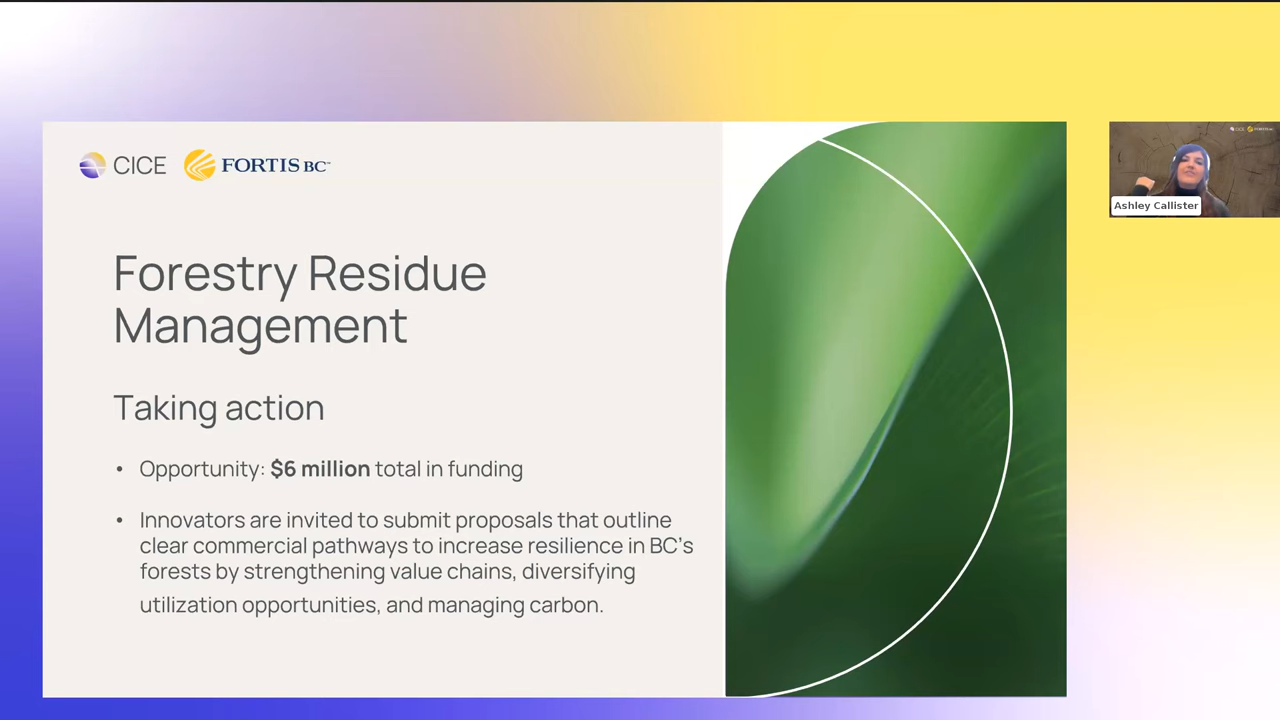 CICE FORTIS BC™
Forestry Residue
Management
Taking action
• Opportunity: $6 million total in funding
• Innovators are invited to submit proposals that outline
clear commercial pathways to increase resilience in BC's
forests by strengthening value chains, diversifying
utilization opportunities, and managing carbon.
Ashley Callister